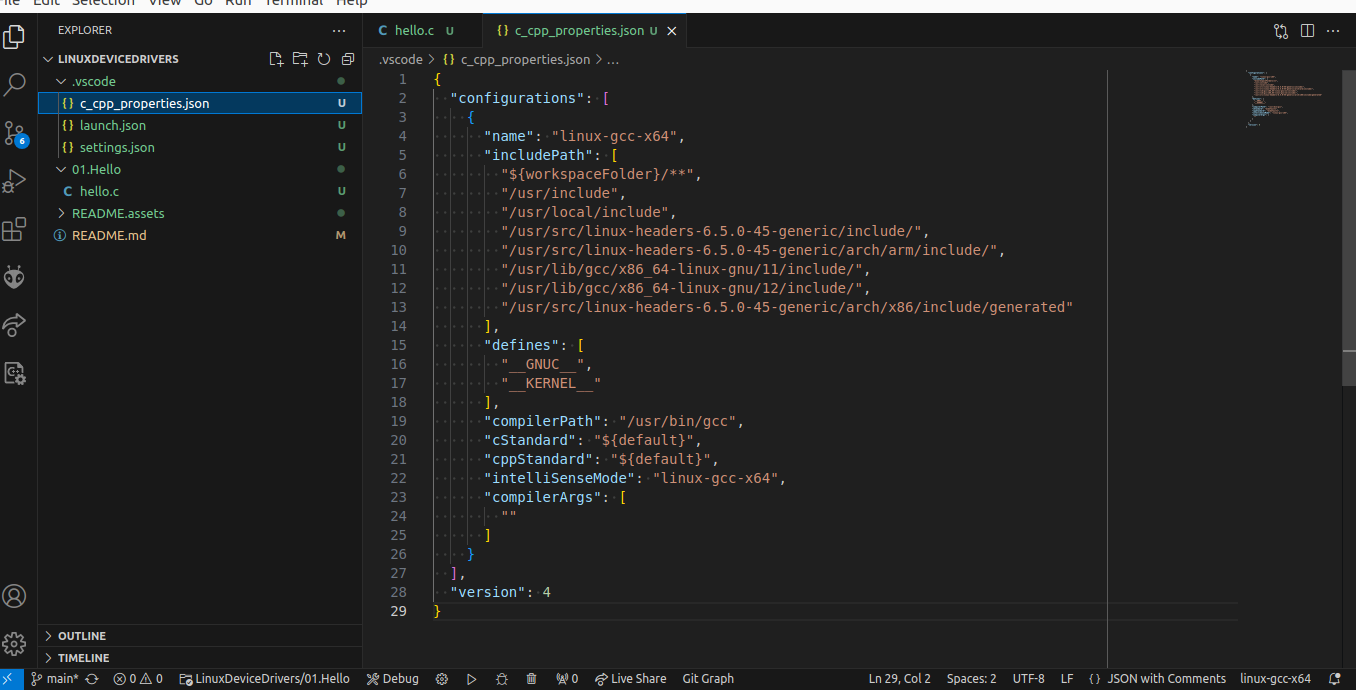 File Edit Selection View Go Run Terminal Help
EXPLORER
LINUXDEVICEDRIVERS
.vscode
{} c_cpp_properties.json U
{} launch.json U
{} settings.json U
01.Hello
C hello.c U
README.assets
README.md M
OUTLINE
TIMELINE
6
C hello.c U
{} c_cpp_properties.json U
.vscode > {} c_cpp_properties.json > ...
1 {
2 "configurations": [
3 {
4 "name": "linux-gcc-x64",
5 "includePath": [
6 "${workspaceFolder}/**",
7 "/usr/include",
8 "/usr/local/include",
9 "/usr/src/linux-headers-6.5.0-45-generic/include/",
10 "/usr/src/linux-headers-6.5.0-45-generic/arch/arm/include/",
11 "/usr/lib/gcc/x86_64-linux-gnu/11/include/",
12 "/usr/lib/gcc/x86_64-linux-gnu/12/include/",
13 "/usr/src/linux-headers-6.5.0-45-generic/arch/x86/include/generated"
14 ],
15 "defines": [
16 "__GNUC__",
17 "__KERNEL__"
18 ],
19 "compilerPath": "/usr/bin/gcc",
20 "cStandard": "${default}",
21 "cppStandard": "${default}",
22 "intelliSenseMode": "linux-gcc-x64",
23 "compilerArgs": [
24 ""
25 ]
26 }
27 ],
28 "version": 4
29 }
main* 0 0 LinuxDeviceDrivers/01.Hello Debug 0 Live Share Git Graph Ln 29, Col 2 Spaces: 2 UTF-8 LF {} JSON with Comments linux-gcc-x64